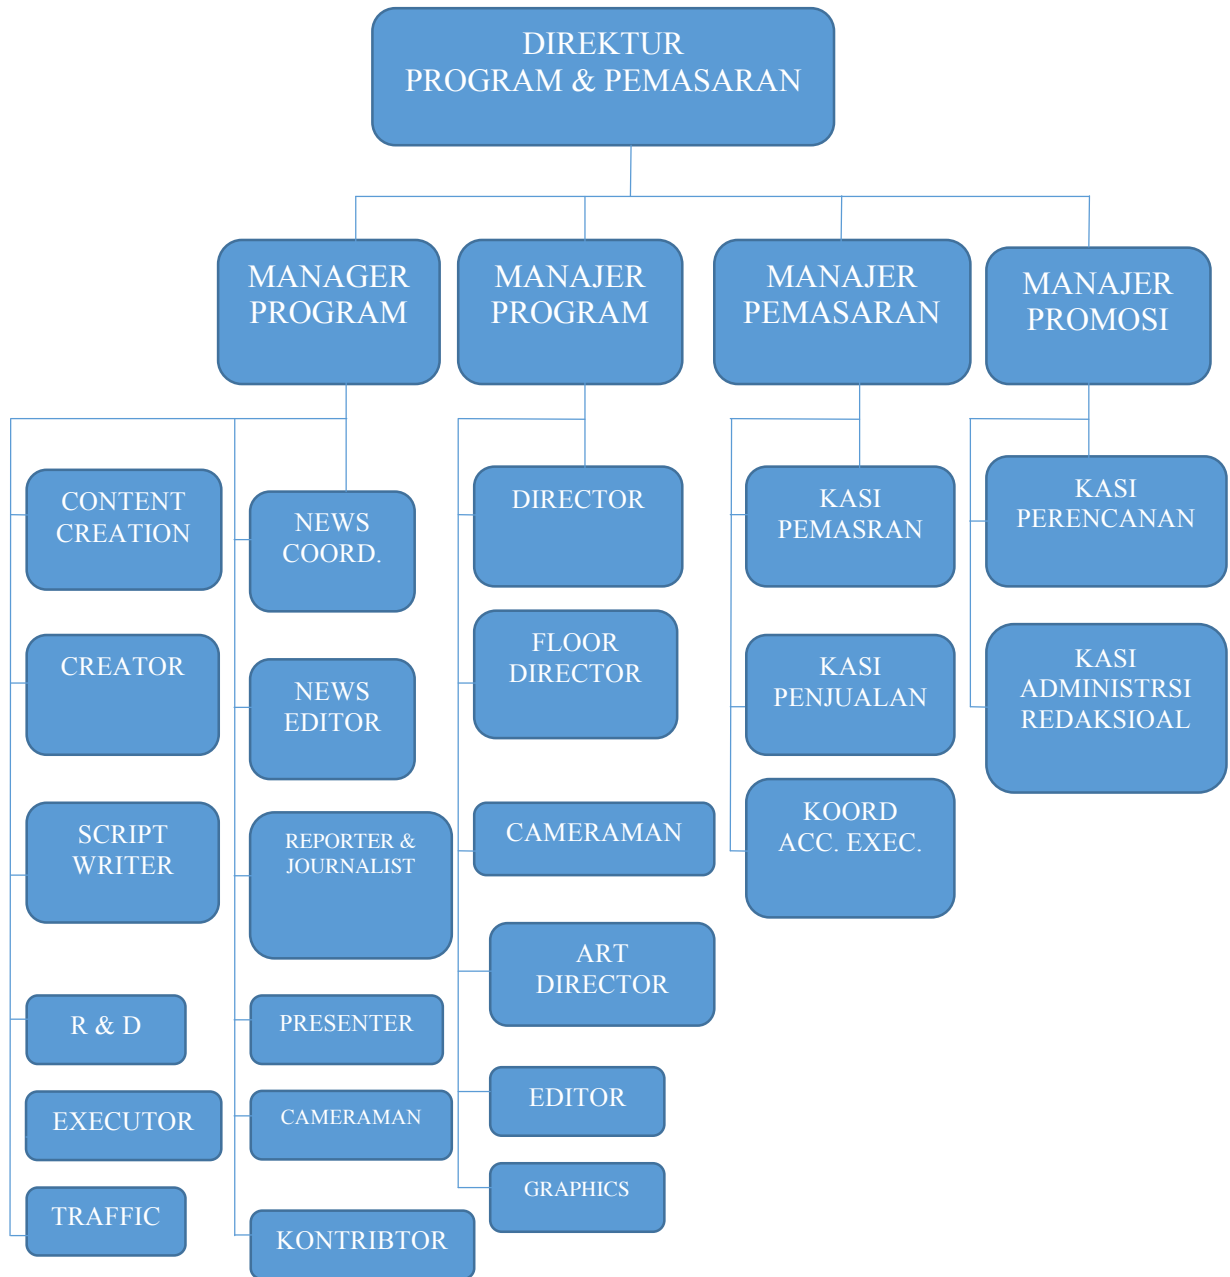 DIREKTUR
PROGRAM & PEMASARAN
MANAGER
PROGRAM
MANAJER
PROGRAM
MANAJER
PEMASARAN
MANAJER
PROMOSI
CONTENT
CREATION
CREATOR
SCRIPT
WRITER
R & D
EXECUTOR
TRAFFIC
NEWS
COORD.
NEWS
EDITOR
REPORTER &
JOURNALIST
PRESENTER
CAMERAMAN
KONTRIBTOR
DIRECTOR
FLOOR
DIRECTOR
CAMERAMAN
ART
DIRECTOR
EDITOR
GRAPHICS
KASI
PEMASRAN
KASI
PENJUALAN
KOORD
ACC. EXEC.
KASI
PERENCANAN
KASI
ADMINISTRSI
REDAKSIOAL